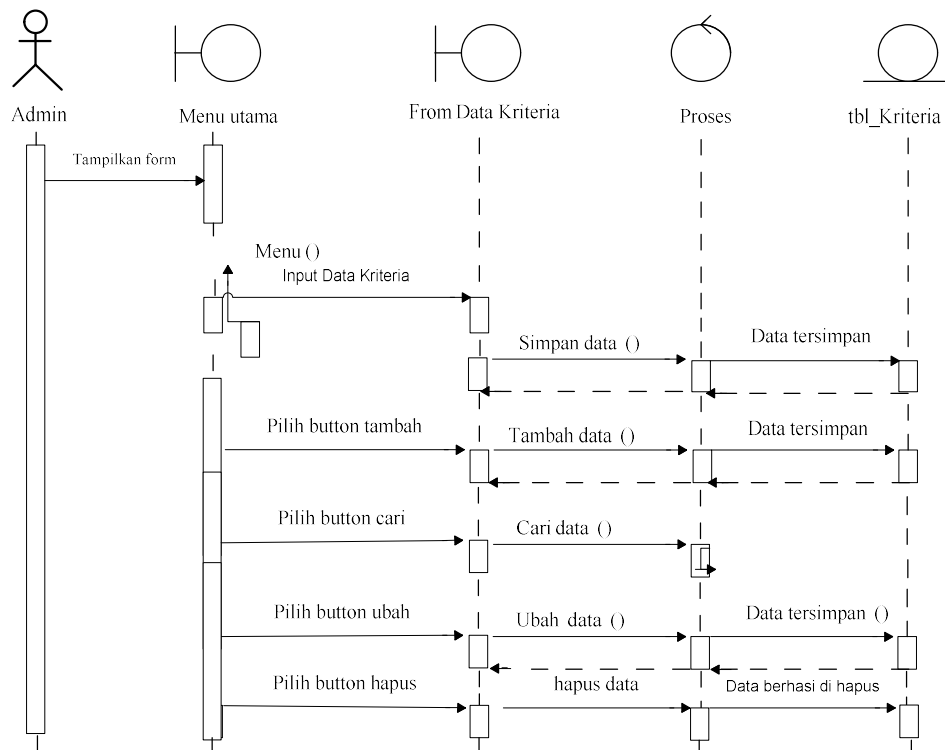 Admin
Menu utama
From Data Kriteria
Proses
tbl_Kriteria
Tampilkan form
Menu ()
Input Data Kriteria
Simpan data ()
Data tersimpan
Pilih button tambah
Tambah data ()
Data tersimpan
Pilih button cari
Cari data ()
Pilih button ubah
Ubah data ()
Data tersimpan ()
Pilih button hapus
hapus data
Data berhasi di hapus